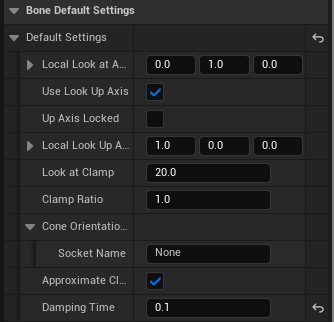 Bone Default Settings
Default Settings
Local Look at A... 0.0 1.0 0.0
Use Look Up Axis
Up Axis Locked
Local Look Up A... 1.0 0.0 0.0
Look at Clamp 20.0
Clamp Ratio 1.0
Cone Orientatio...
Socket Name None
Approximate Cl...
Damping Time 0.1